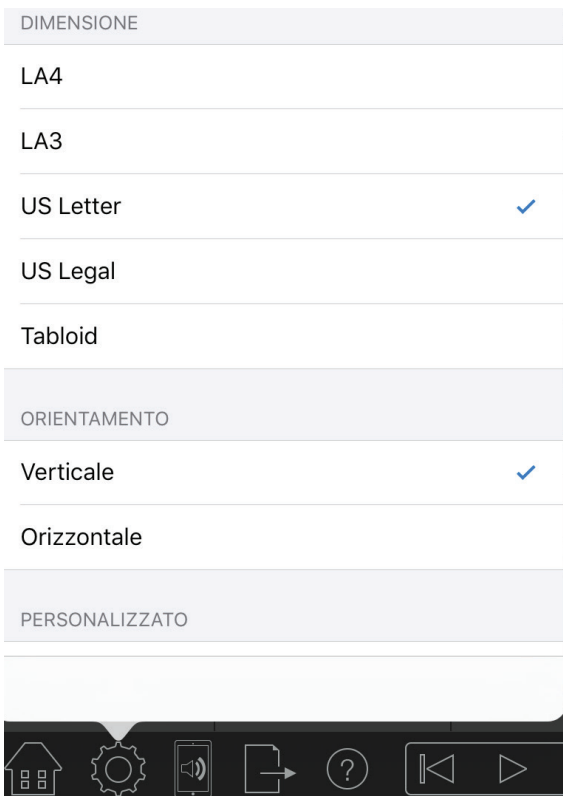 DIMENSIONE
LA4
LA3
US Letter
US Legal
Tabloid
ORIENTAMENTO
Verticale
Orizzontale
PERSONALIZZATO
?